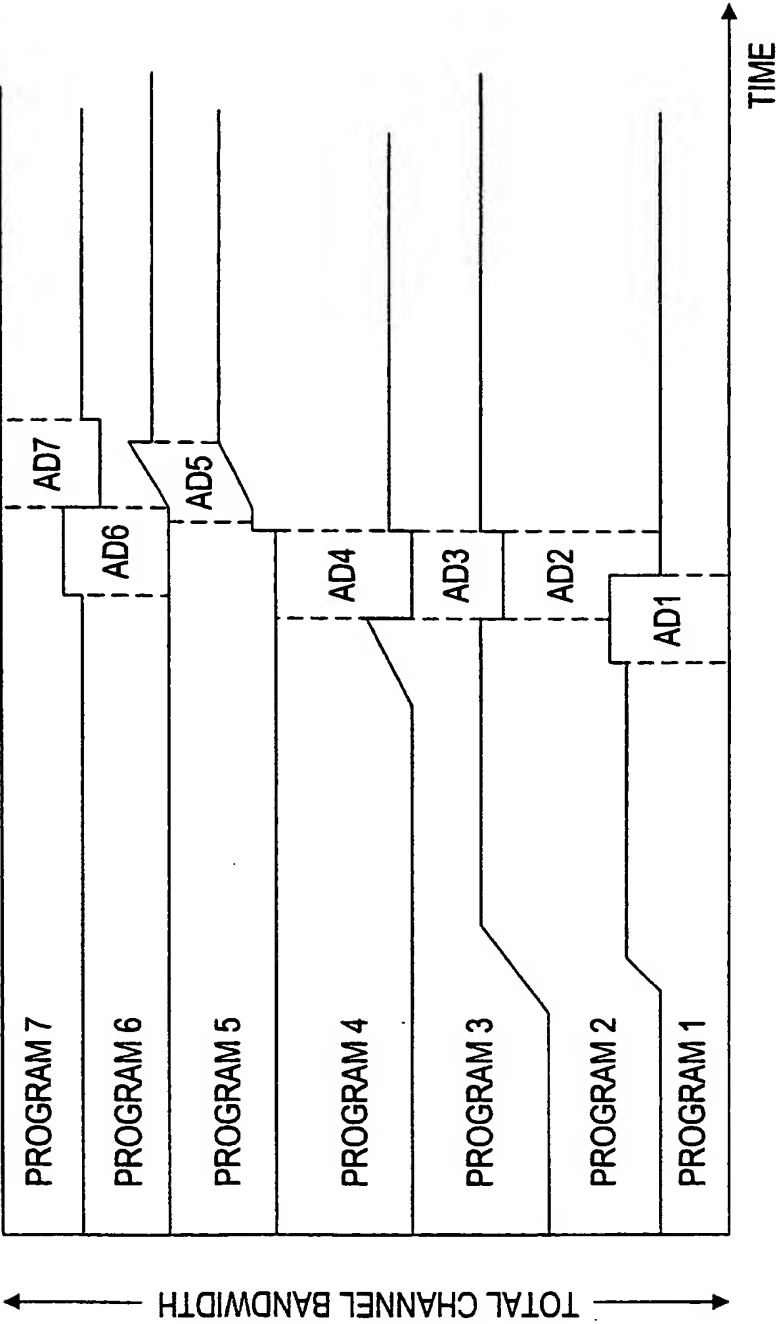 TOTAL CHANNEL BANDWIDTH
PROGRAM 7
PROGRAM 6
PROGRAM 5
PROGRAM 4
PROGRAM 3
PROGRAM 2
PROGRAM 1
AD7
AD6
AD5
AD4
AD3
AD2
AD1
TIME